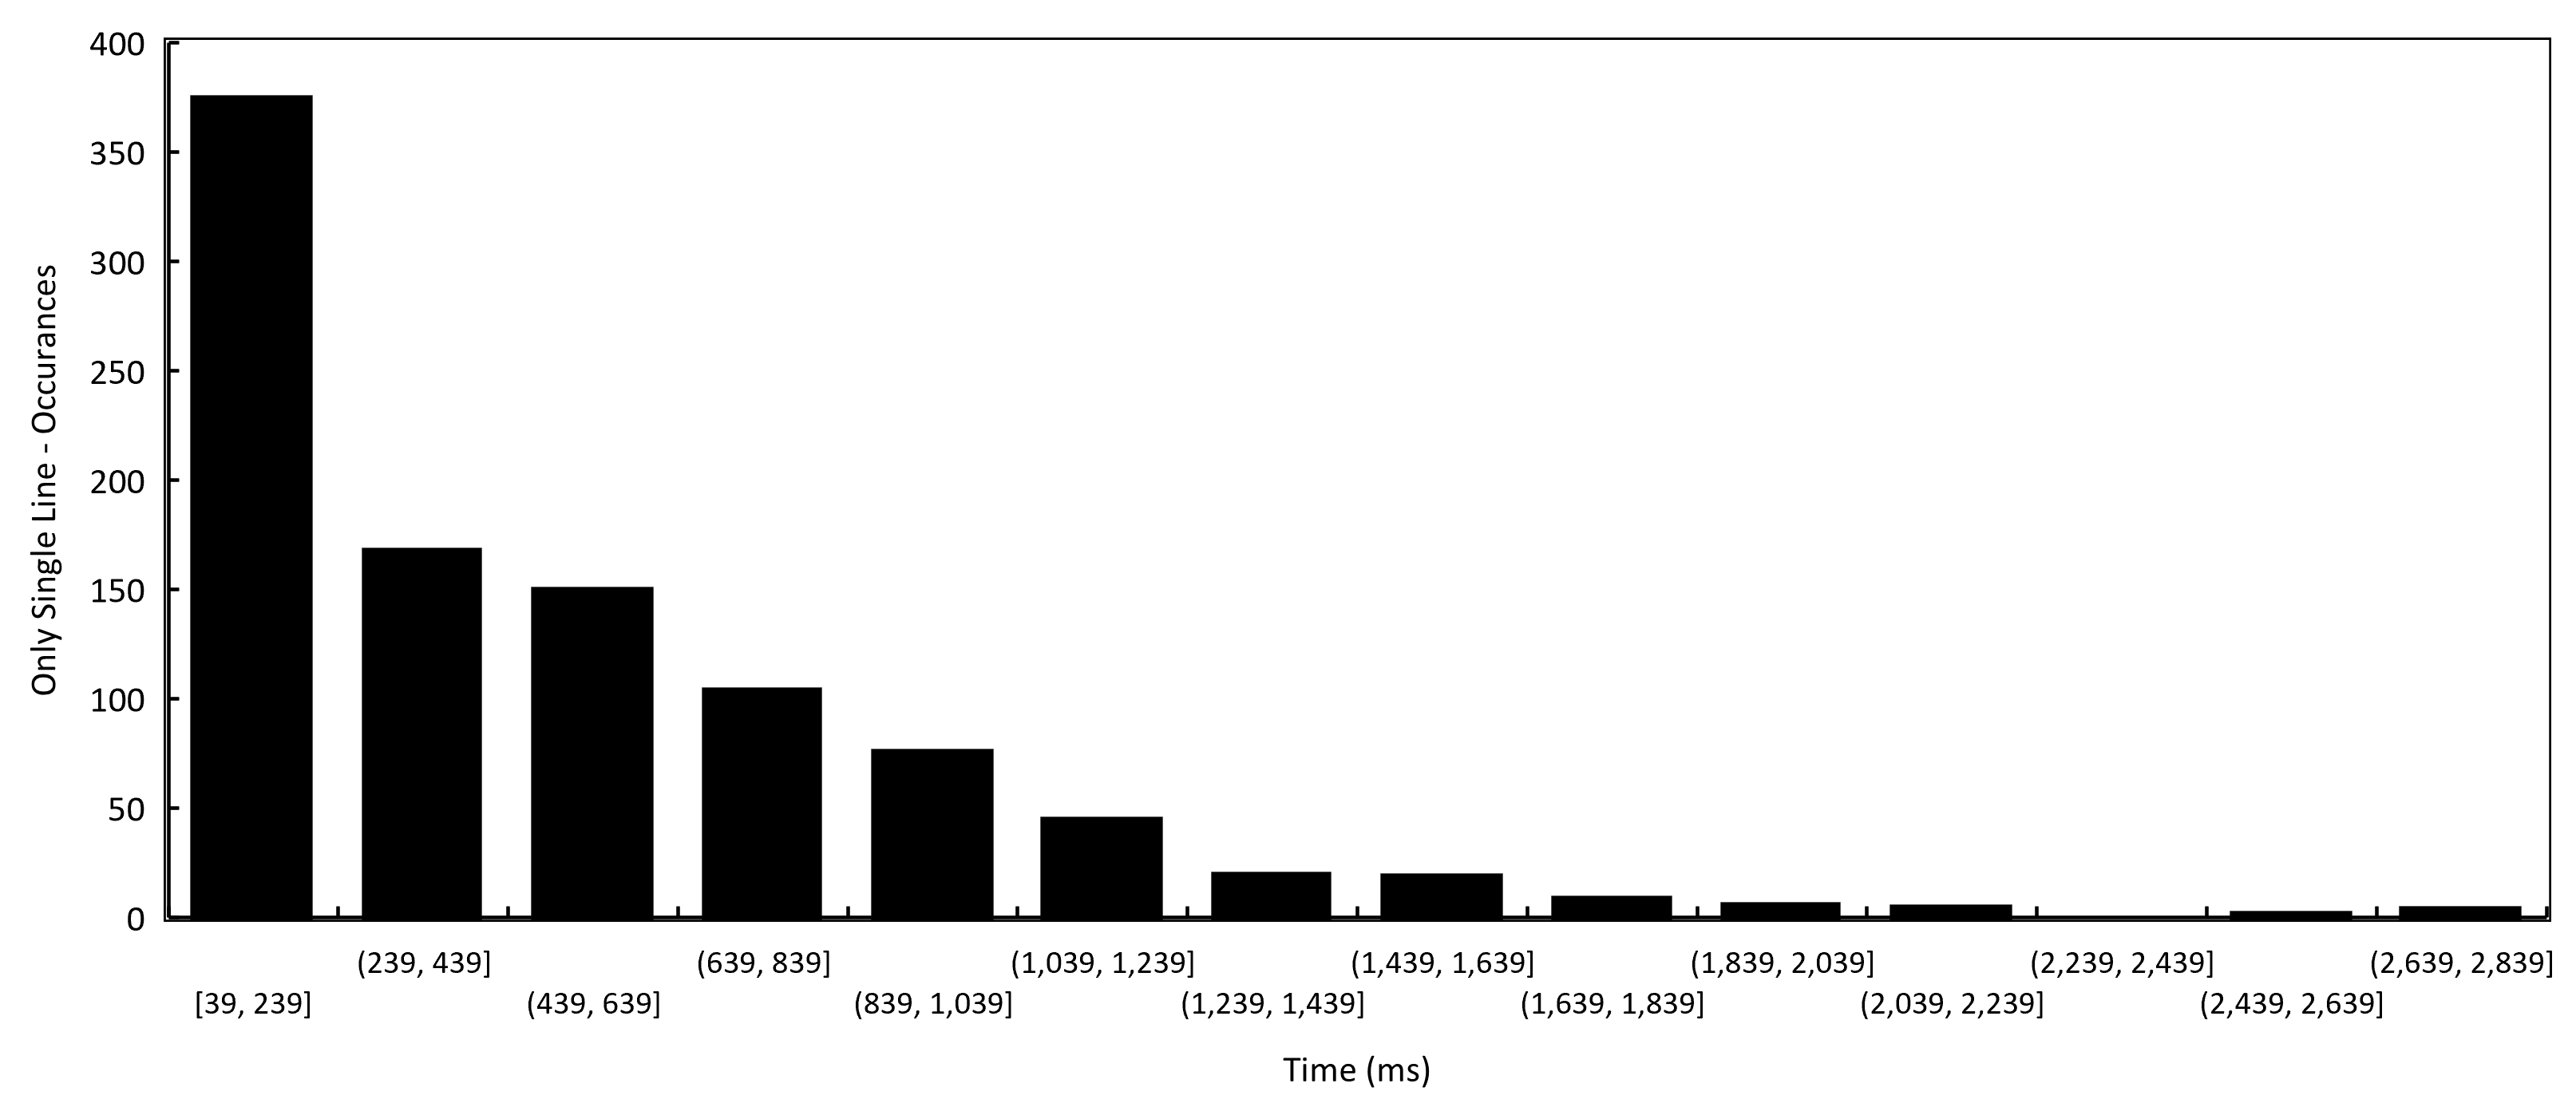 400
350
300
250
200
150
100
50
0
Only Single Line - Occurances
(239, 439] (639, 839] (1,039, 1,239] (1,439, 1,639] (1,839, 2,039] (2,239, 2,439] (2,639, 2,839]
[39, 239] (439, 639] (839, 1,039] (1,239, 1,439] (1,639, 1,839] (2,039, 2,239] (2,439, 2,639]
Time (ms)